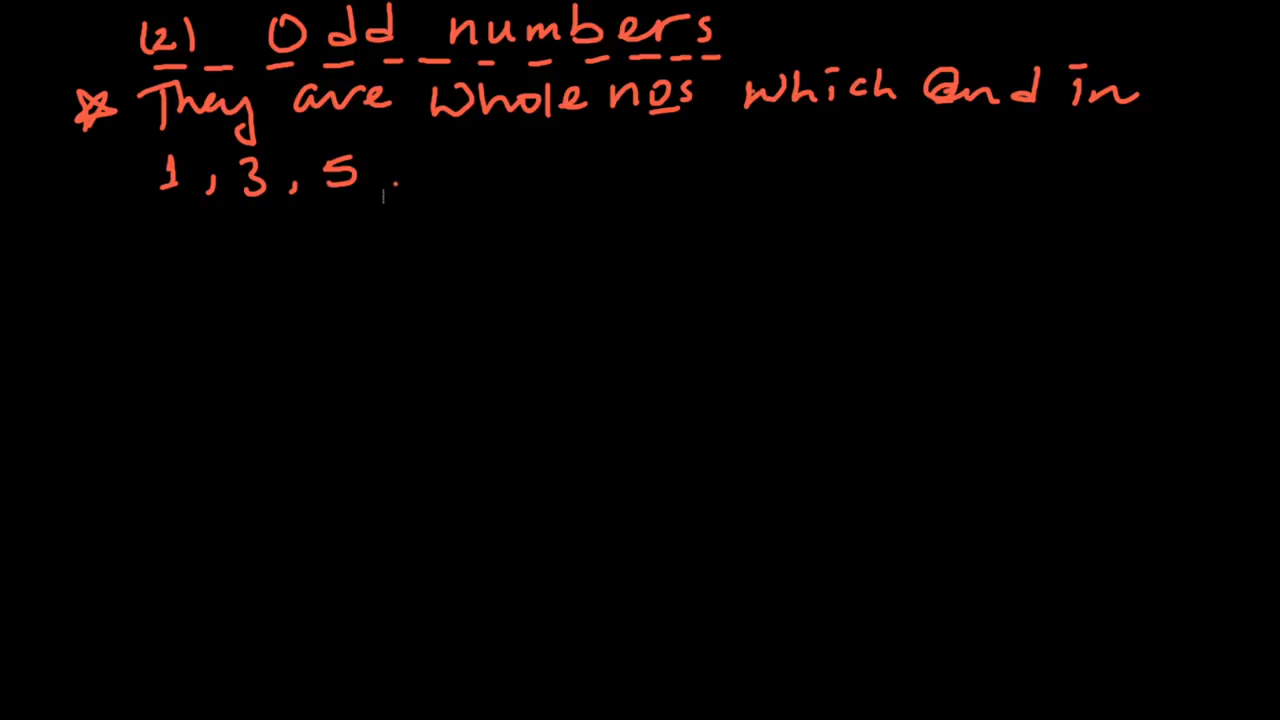 (2) Odd numbers
☆ They are whole nos which end in
1, 3, 5.